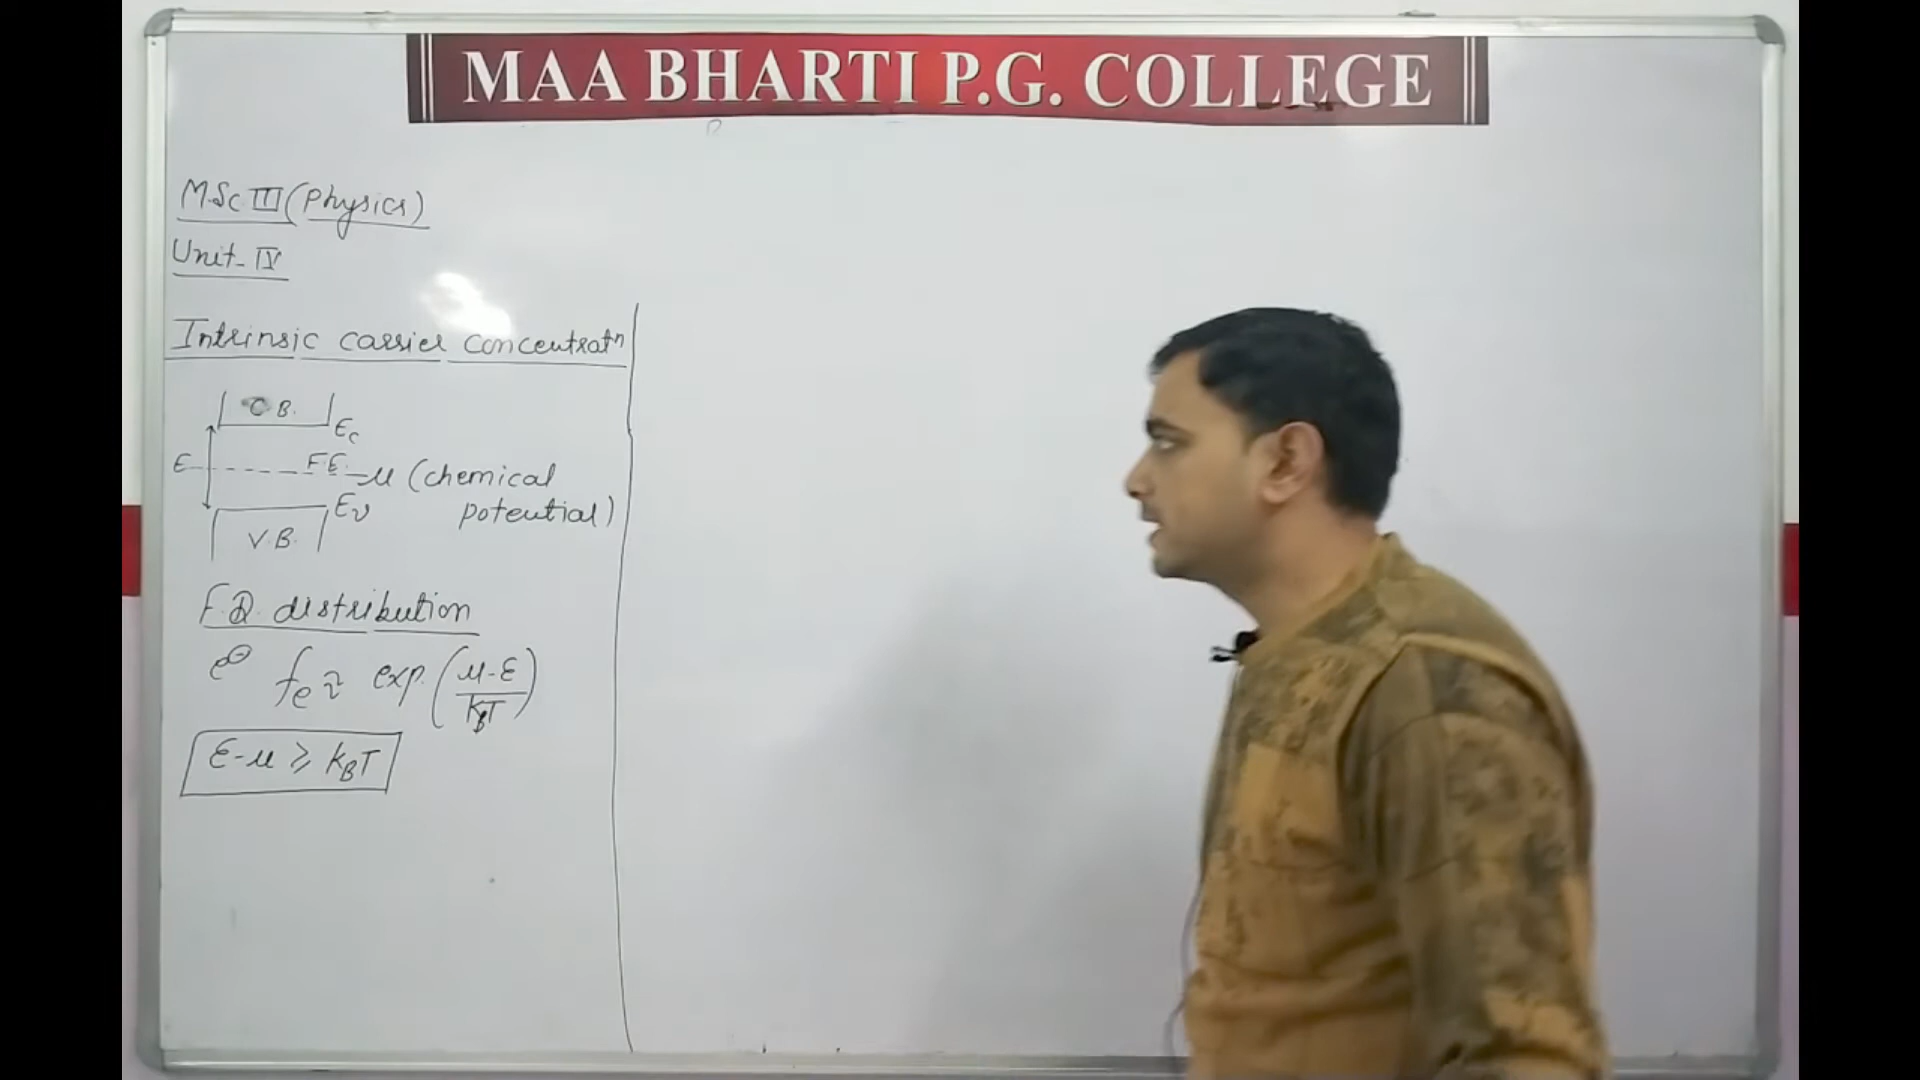 MAA BHARTI P.G. COLLEGE
M.Sc III (Physics)
Unit-IV
Intrinsic carrier concentratn
C B.
Ec
E
F.E.
μ (chemical
potential)
Ev
V.B.
F.D. distribution
e⊖ fe ≈ exp. (μ-ε / kBT)
ε-μ ⩾ kBT